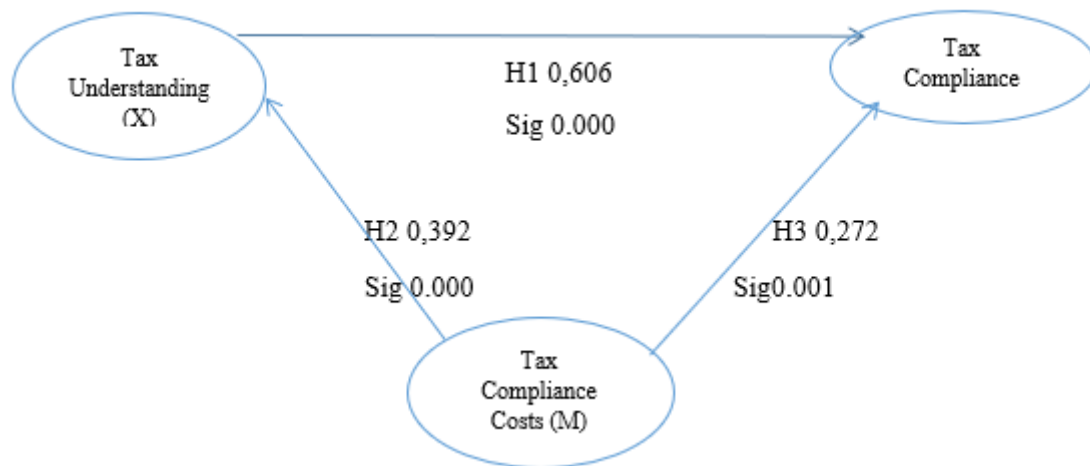 Tax
Understanding
(X)
Tax
Compliance
H1 0,606
Sig 0.000
H2 0,392
Sig 0.000
H3 0,272
Sig0.001
Tax
Compliance
Costs (M)